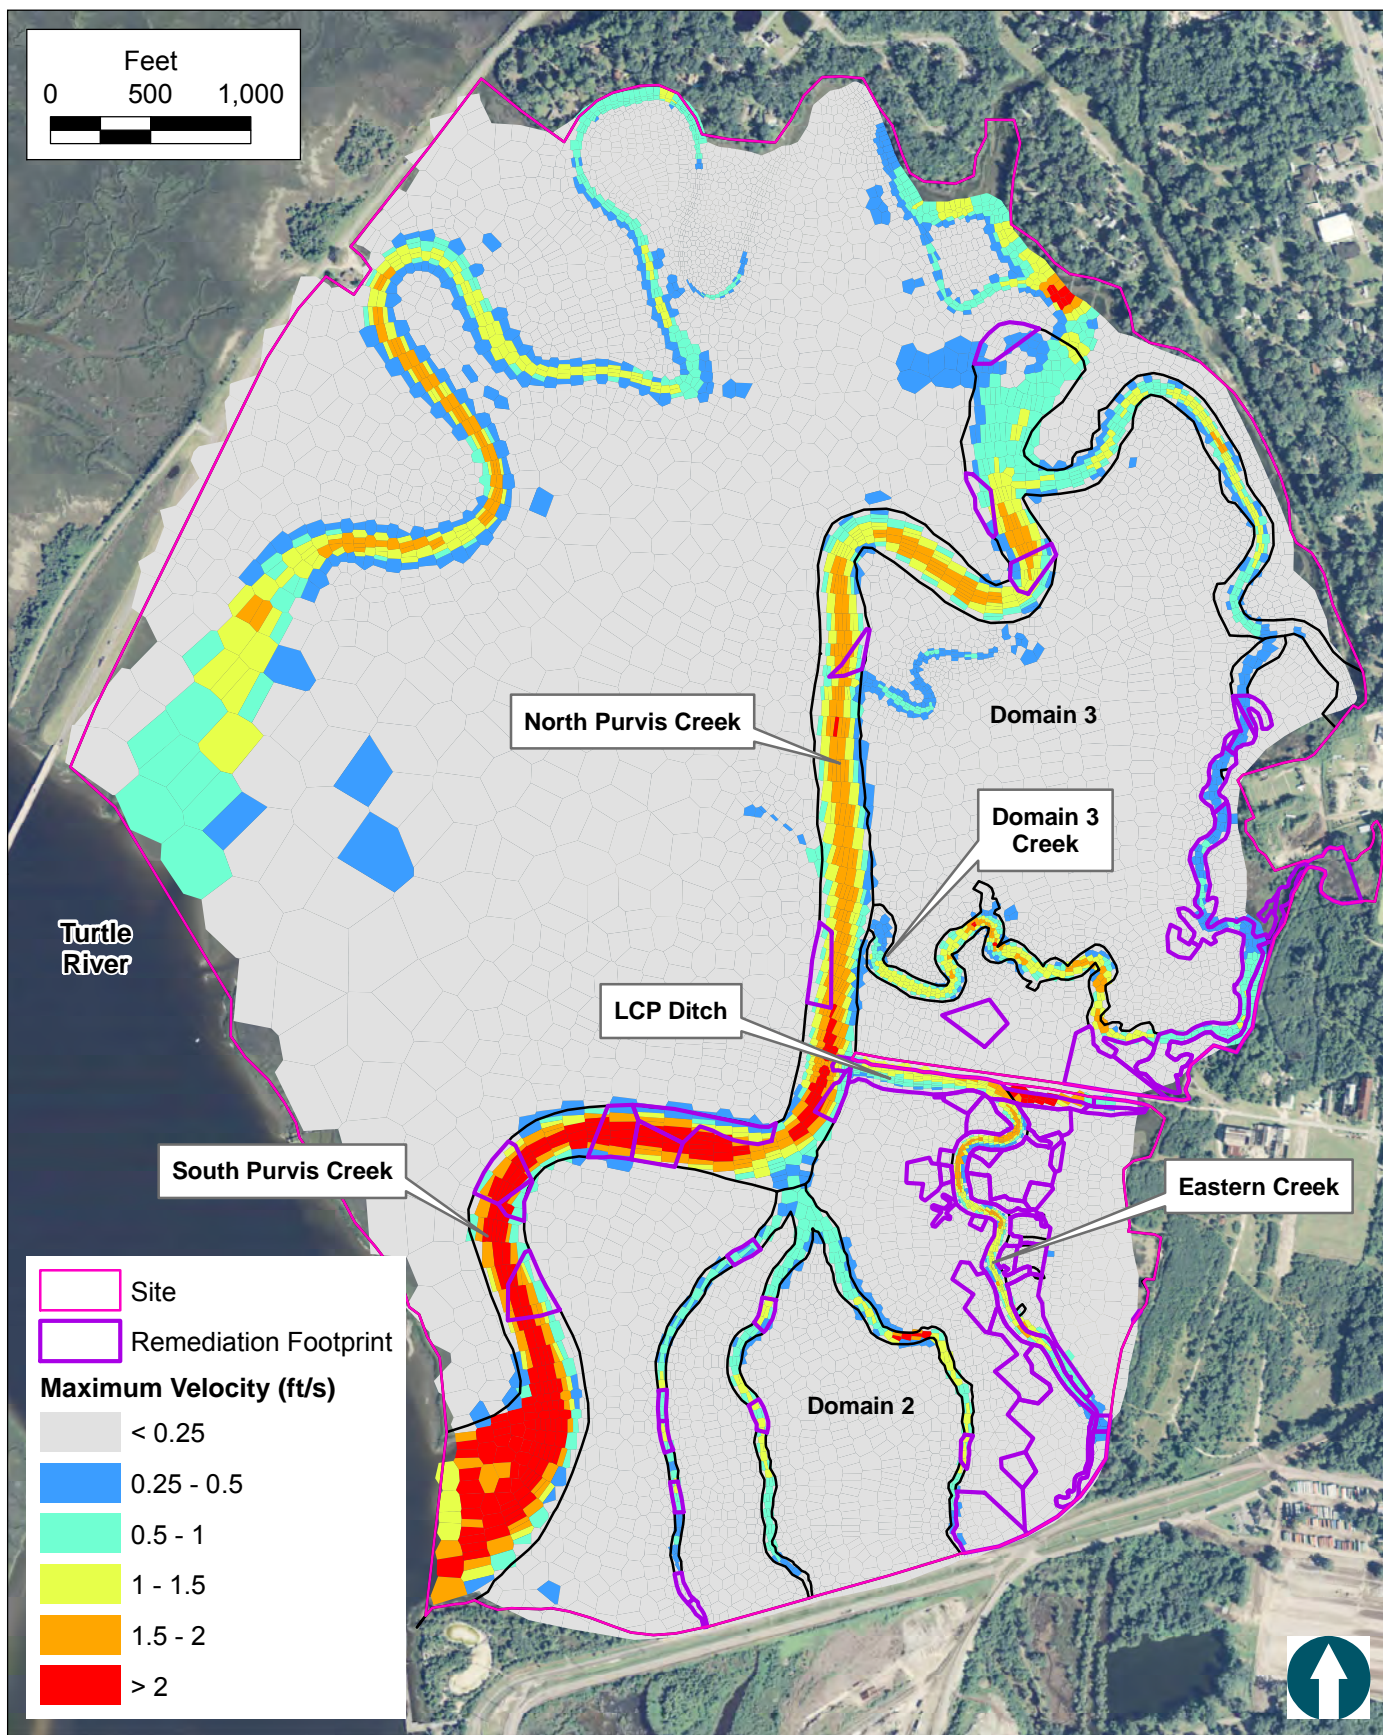 Feet
0 500 1,000
North Purvis Creek
Domain 3
Domain 3
Creek
Turtle
River
LCP Ditch
South Purvis Creek
Eastern Creek
Domain 2
Site
Remediation Footprint
Maximum Velocity (ft/s)
< 0.25
0.25 - 0.5
0.5 - 1
1 - 1.5
1.5 - 2
> 2